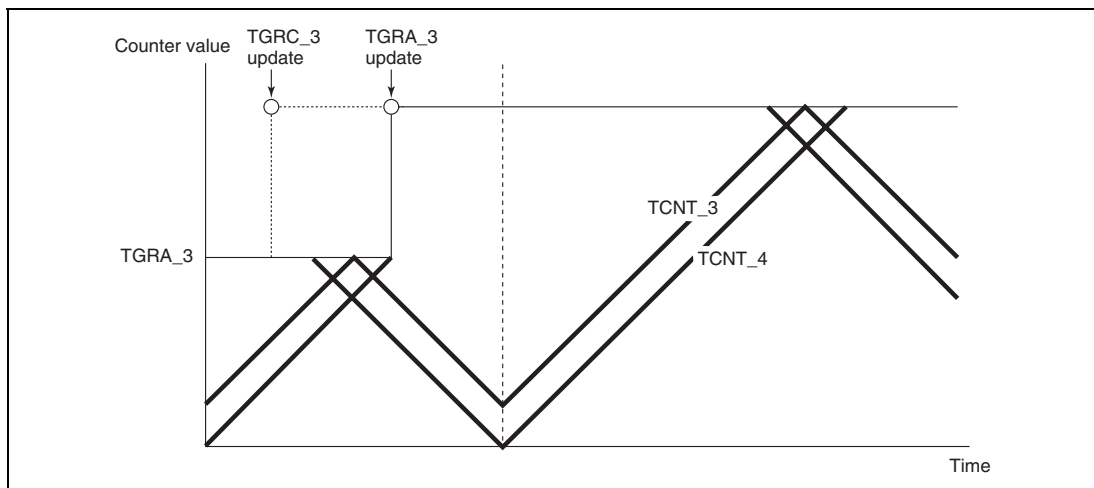 Counter value
TGRC_3
update
TGRA_3
update
TGRA_3
TCNT_3
TCNT_4
Time